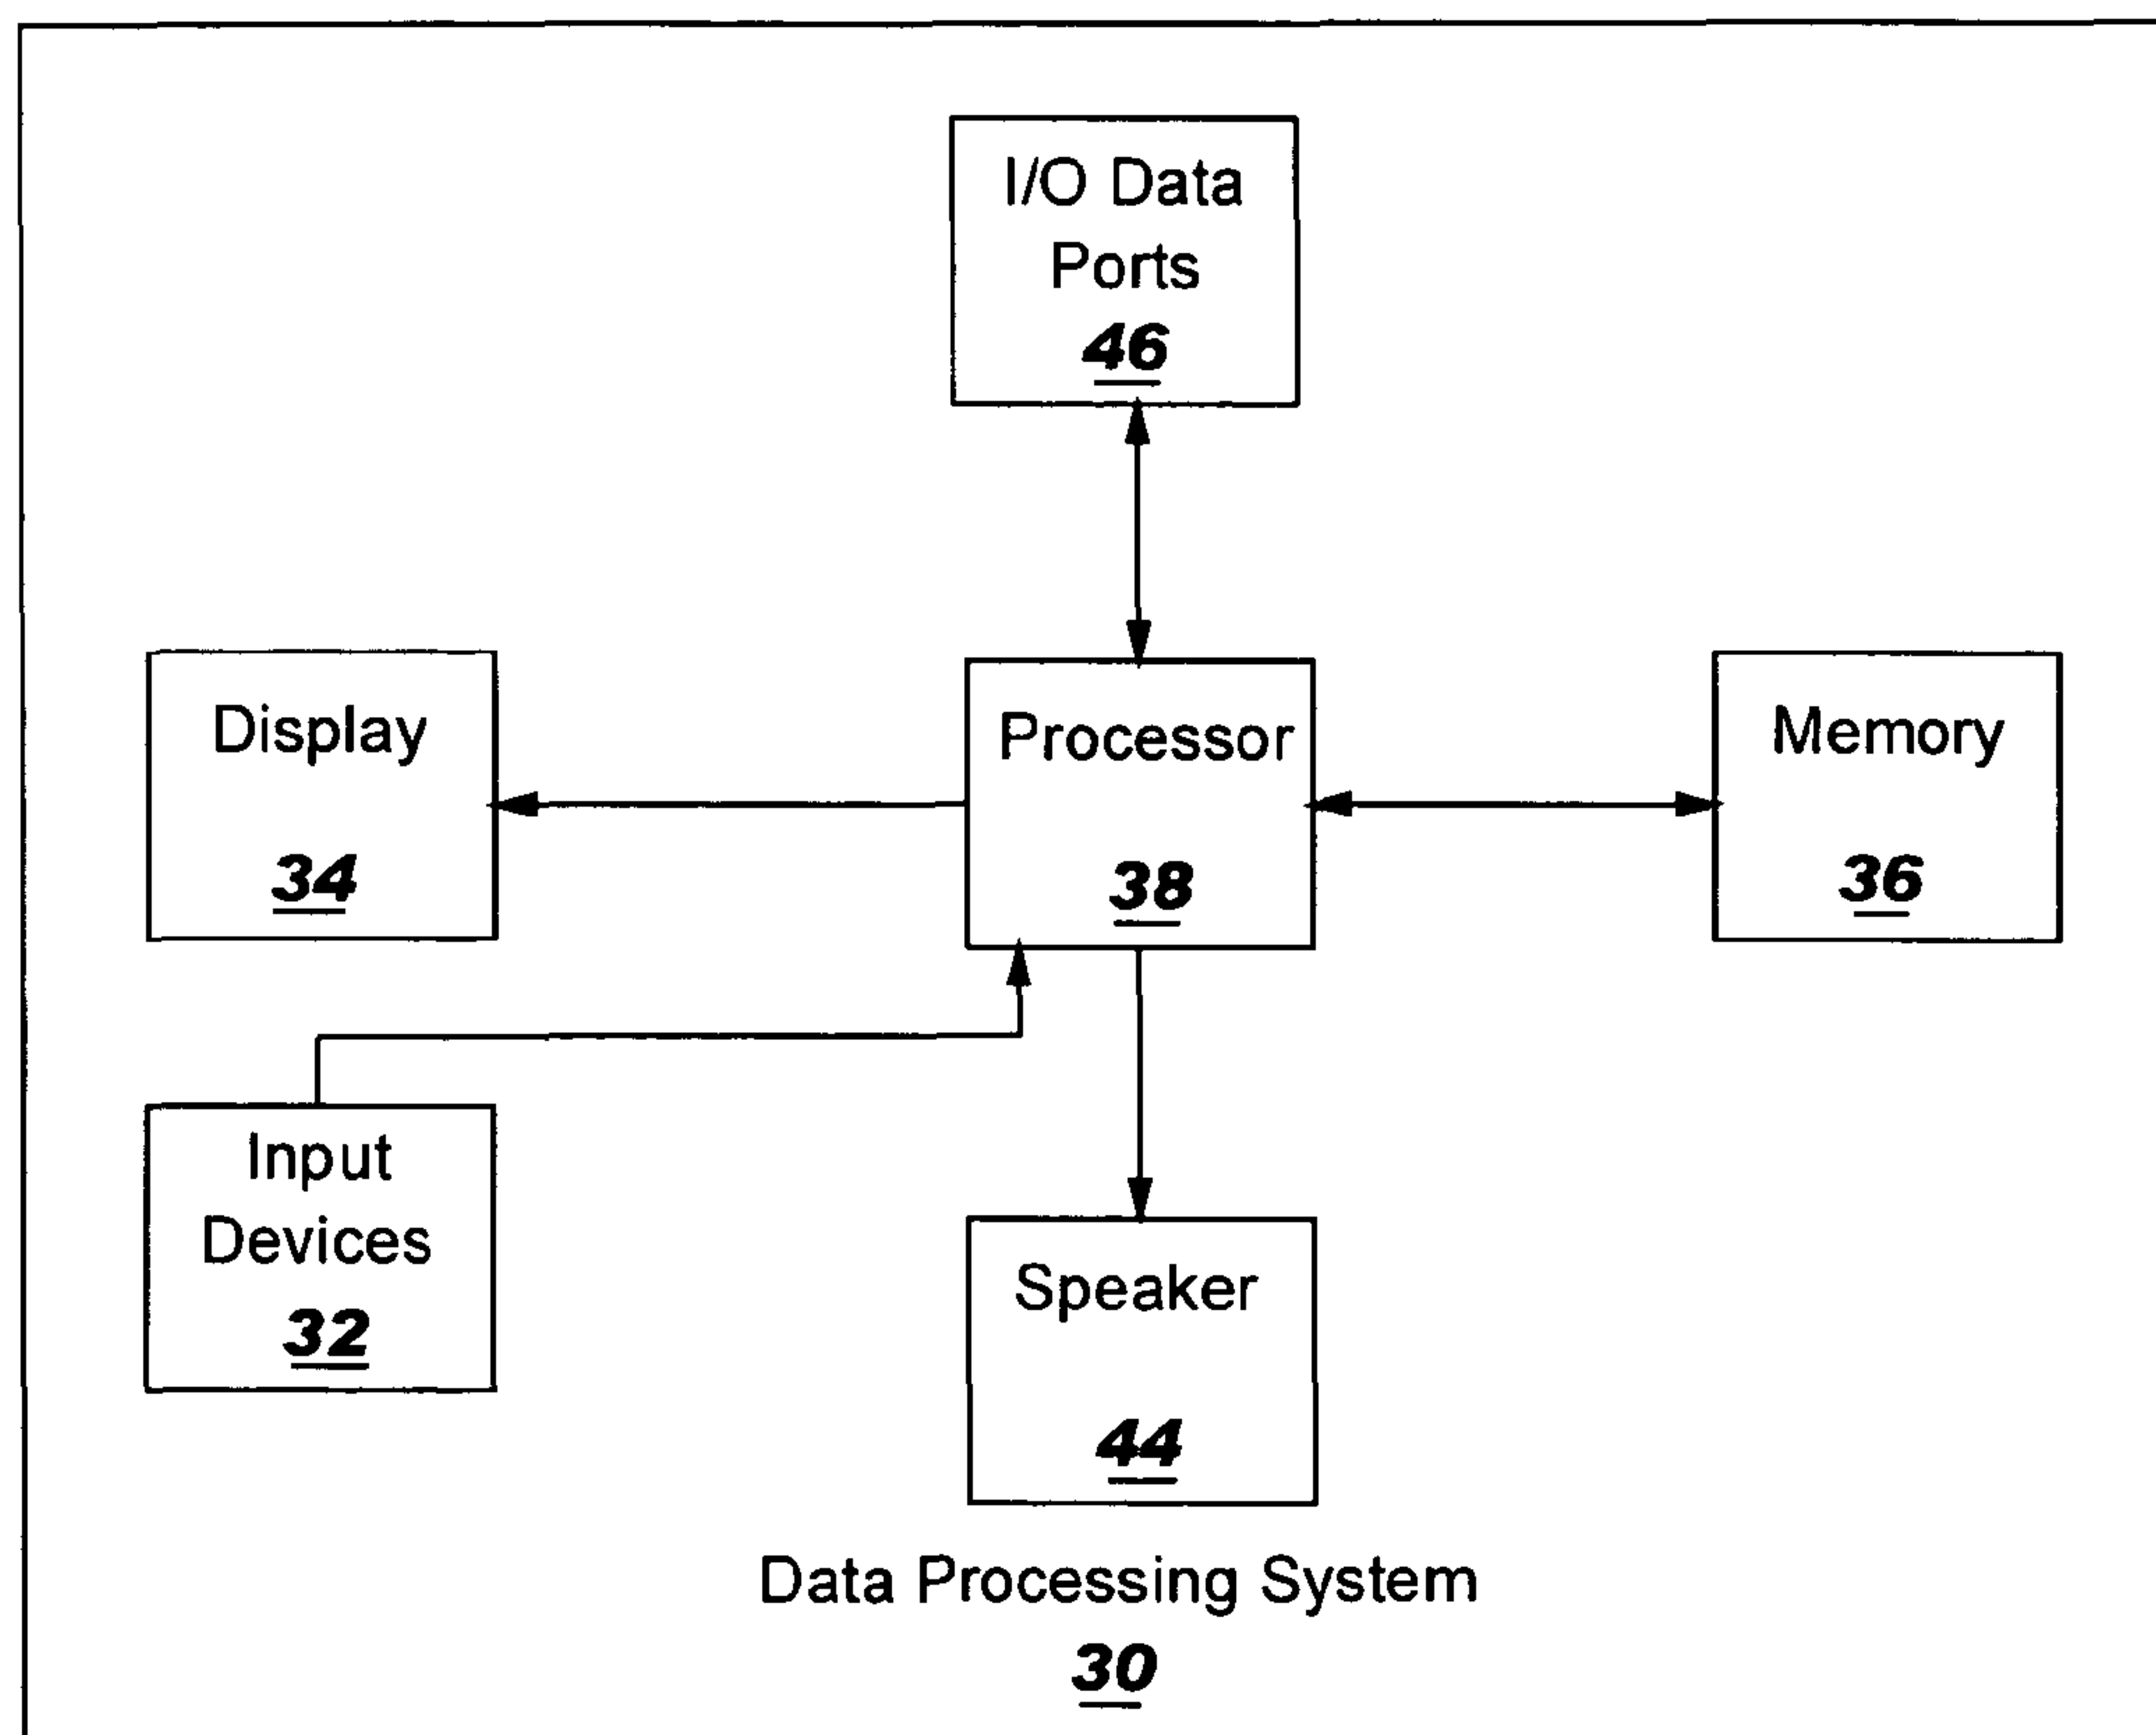 I/O Data
Ports
46
Display
34
Processor
38
Memory
36
Input
Devices
32
Speaker
44
Data Processing System
30